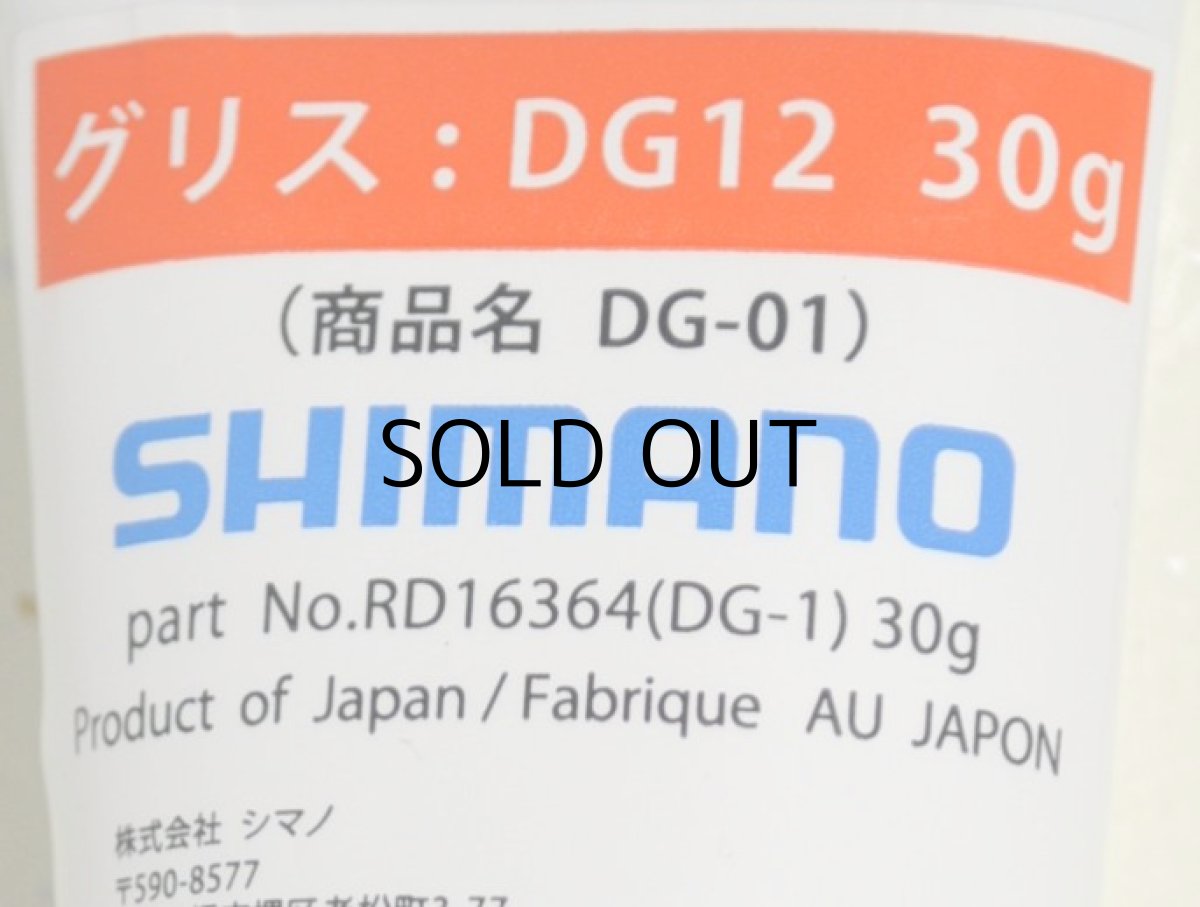 グリス：DG12 30g
（商品名 DG-01）
SHIMANO
SOLD OUT
part No.RD16364(DG-1) 30g
Product of Japan / Fabrique AU JAPON
株式会社 シマノ
〒590-8577